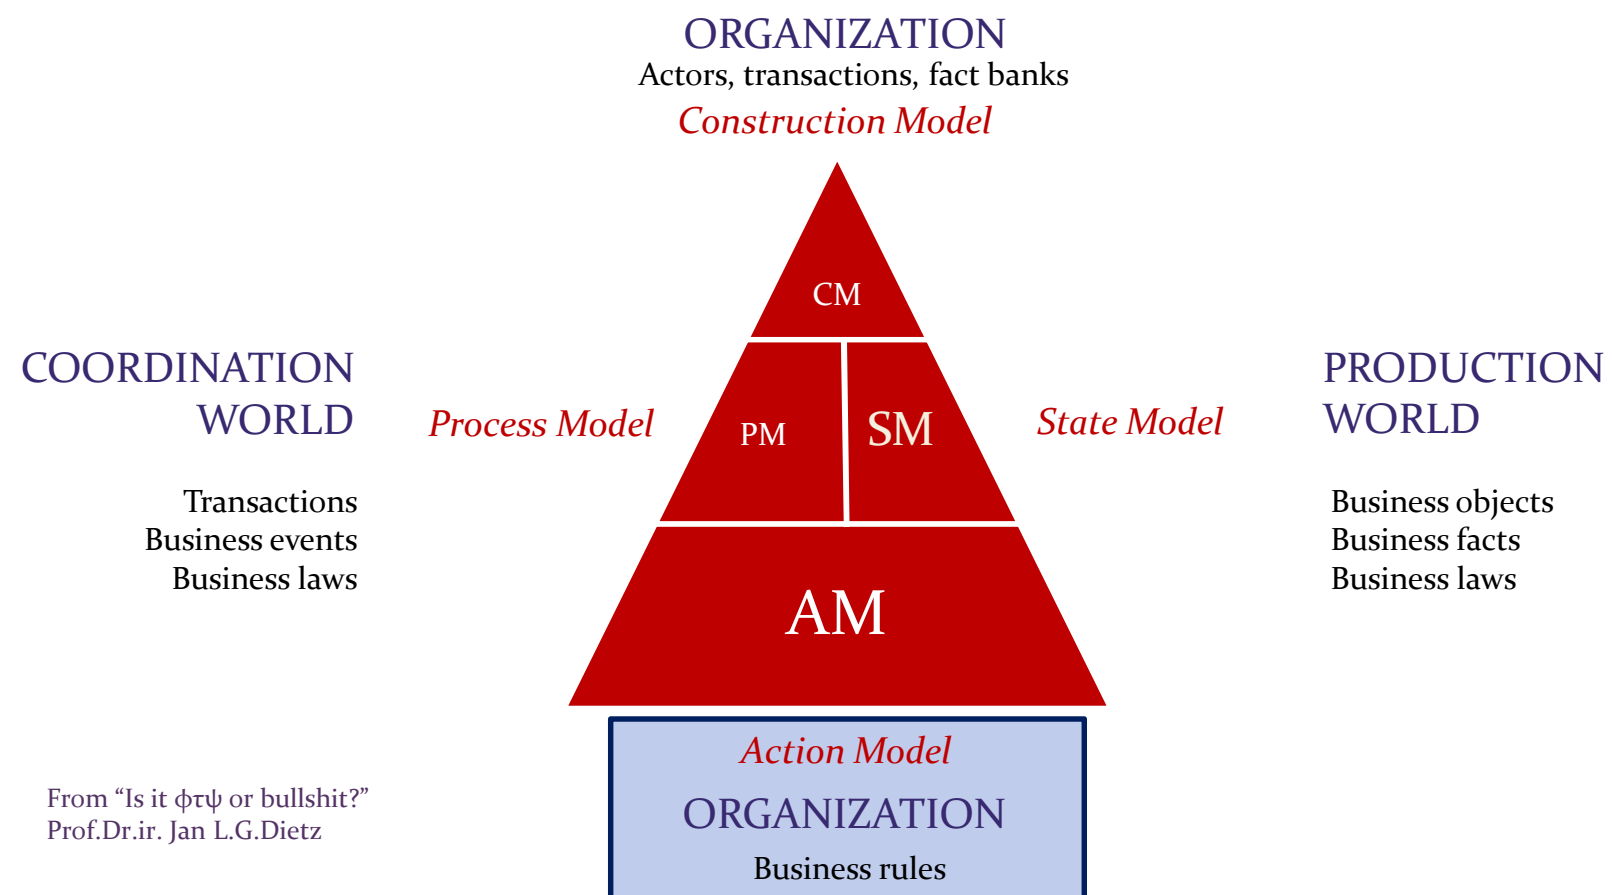 ORGANIZATION
Actors, transactions, fact banks
Construction Model
CM
COORDINATION
WORLD
Process Model
PM
SM
State Model
PRODUCTION
WORLD
Transactions
Business events
Business laws
Business objects
Business facts
Business laws
AM
Action Model
ORGANIZATION
Business rules
From “Is it φτψ or bullshit?”
Prof.Dr.ir. Jan L.G.Dietz